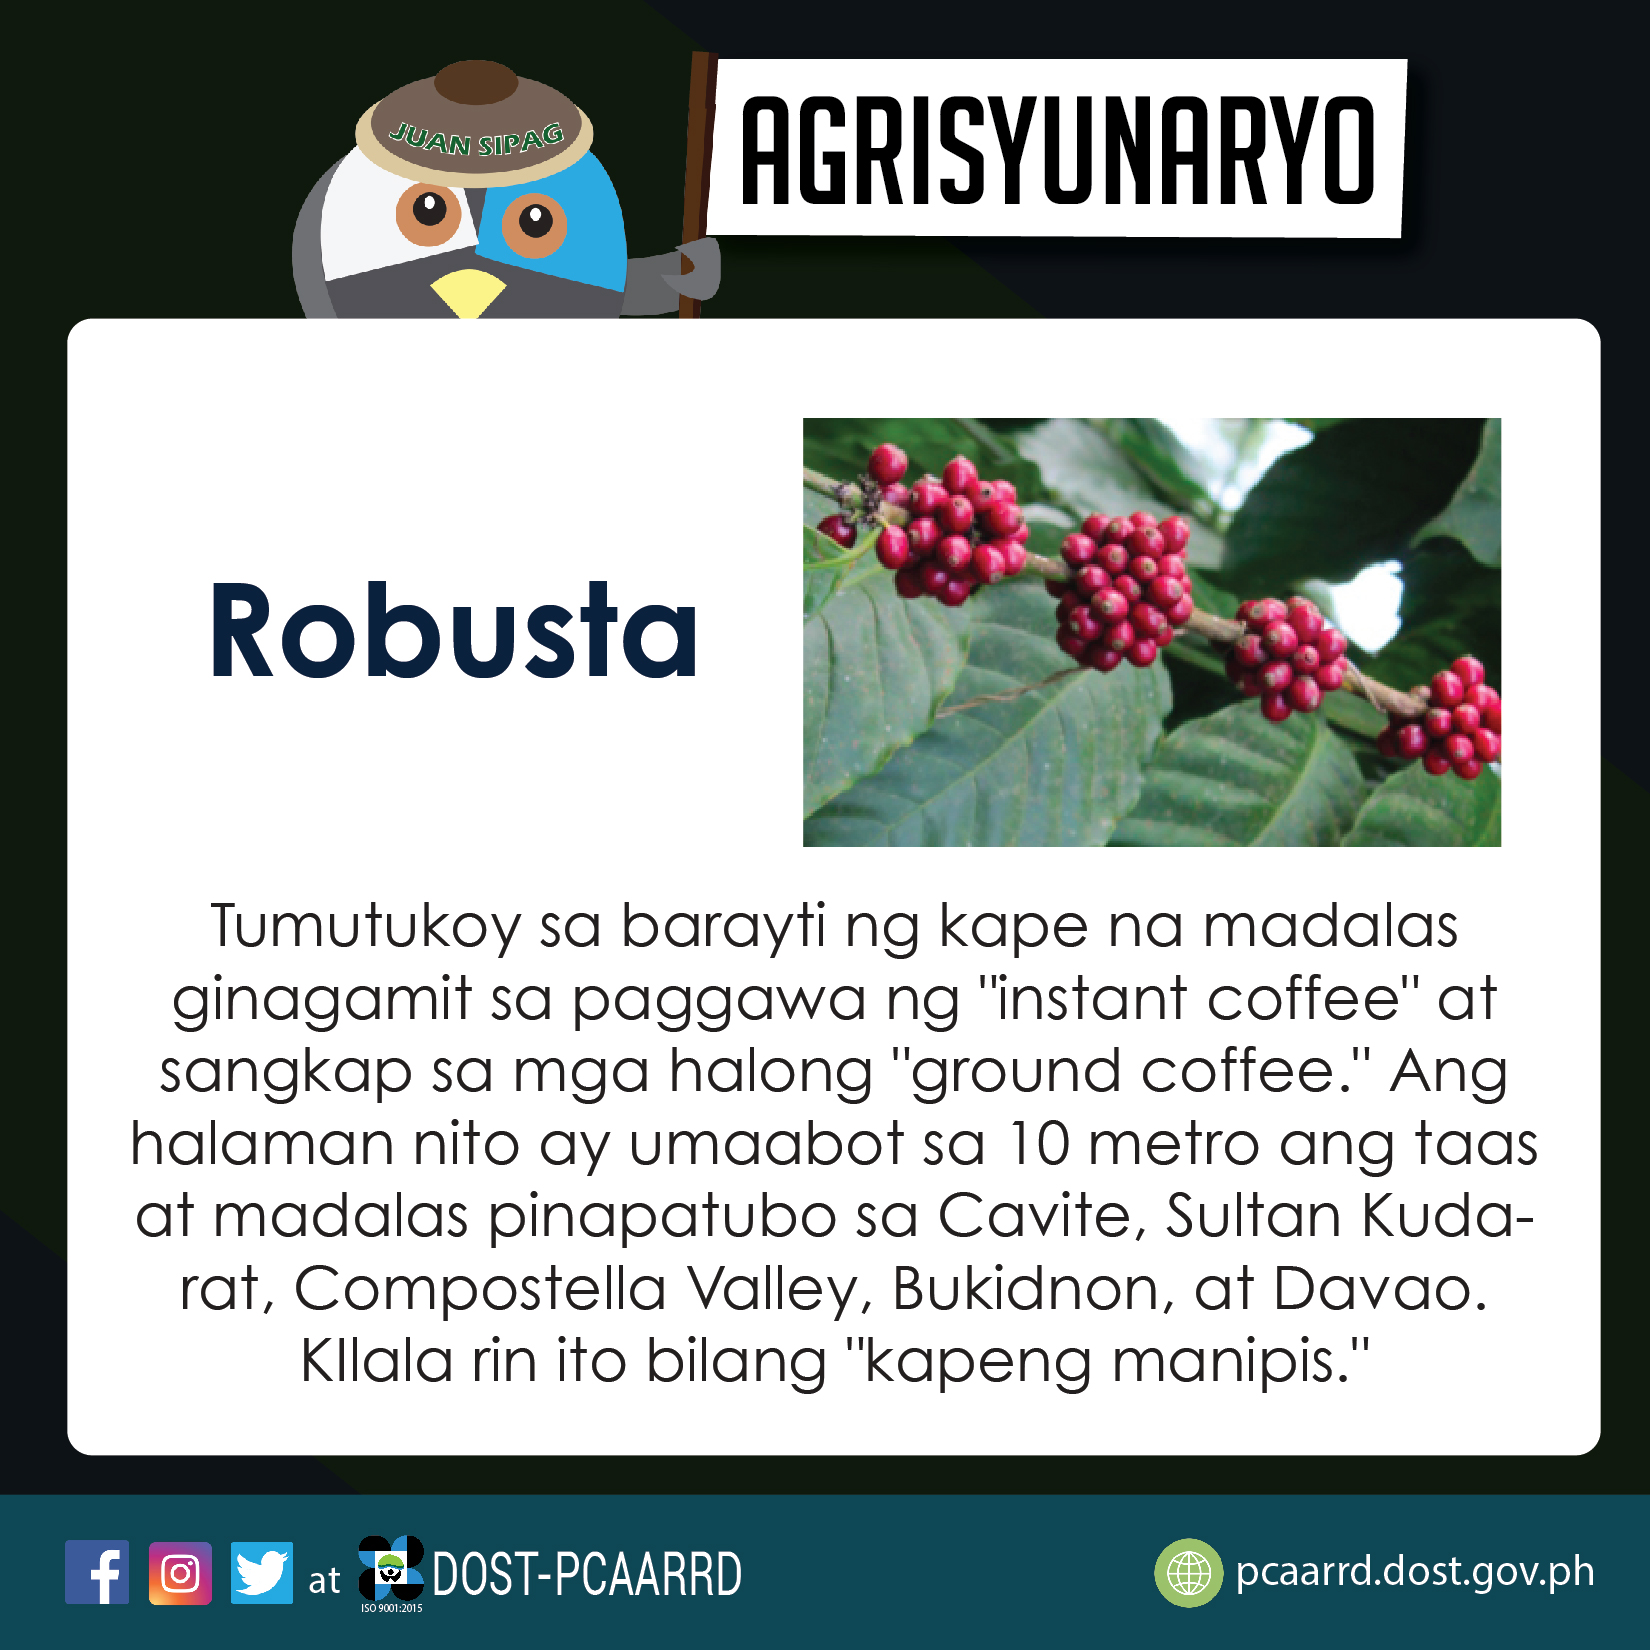 JUAN SIPAG
AGRISYUNARYO
Robusta
Tumutukoy sa barayti ng kape na madalas
ginagamit sa paggawa ng "instant coffee" at
sangkap sa mga halong "ground coffee." Ang
halaman nito ay umaabot sa 10 metro ang taas
at madalas pinapatubo sa Cavite, Sultan Kuda-
rat, Compostella Valley, Bukidnon, at Davao.
KIlala rin ito bilang "kapeng manipis."
at
DOST-PCAARRD
ISO 9001:2015
pcaarrd.dost.gov.ph